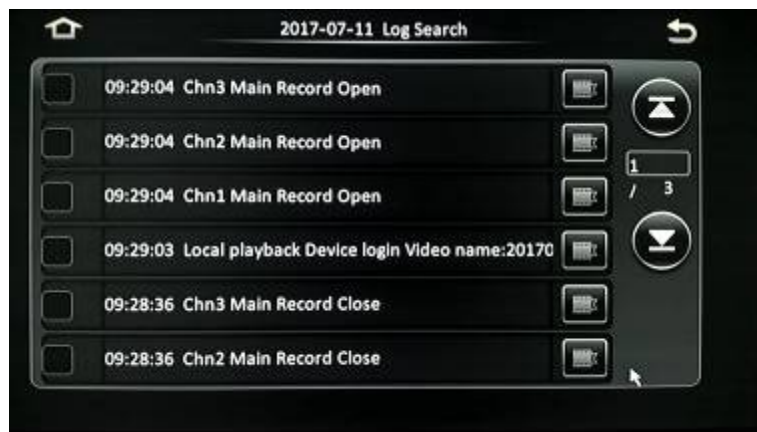 2017-07-11 Log Search
09:29:04 Chn3 Main Record Open
09:29:04 Chn2 Main Record Open
09:29:04 Chn1 Main Record Open
09:29:03 Local playback Device login Video name:20170
09:28:36 Chn3 Main Record Close
09:28:36 Chn2 Main Record Close
1
/ 3